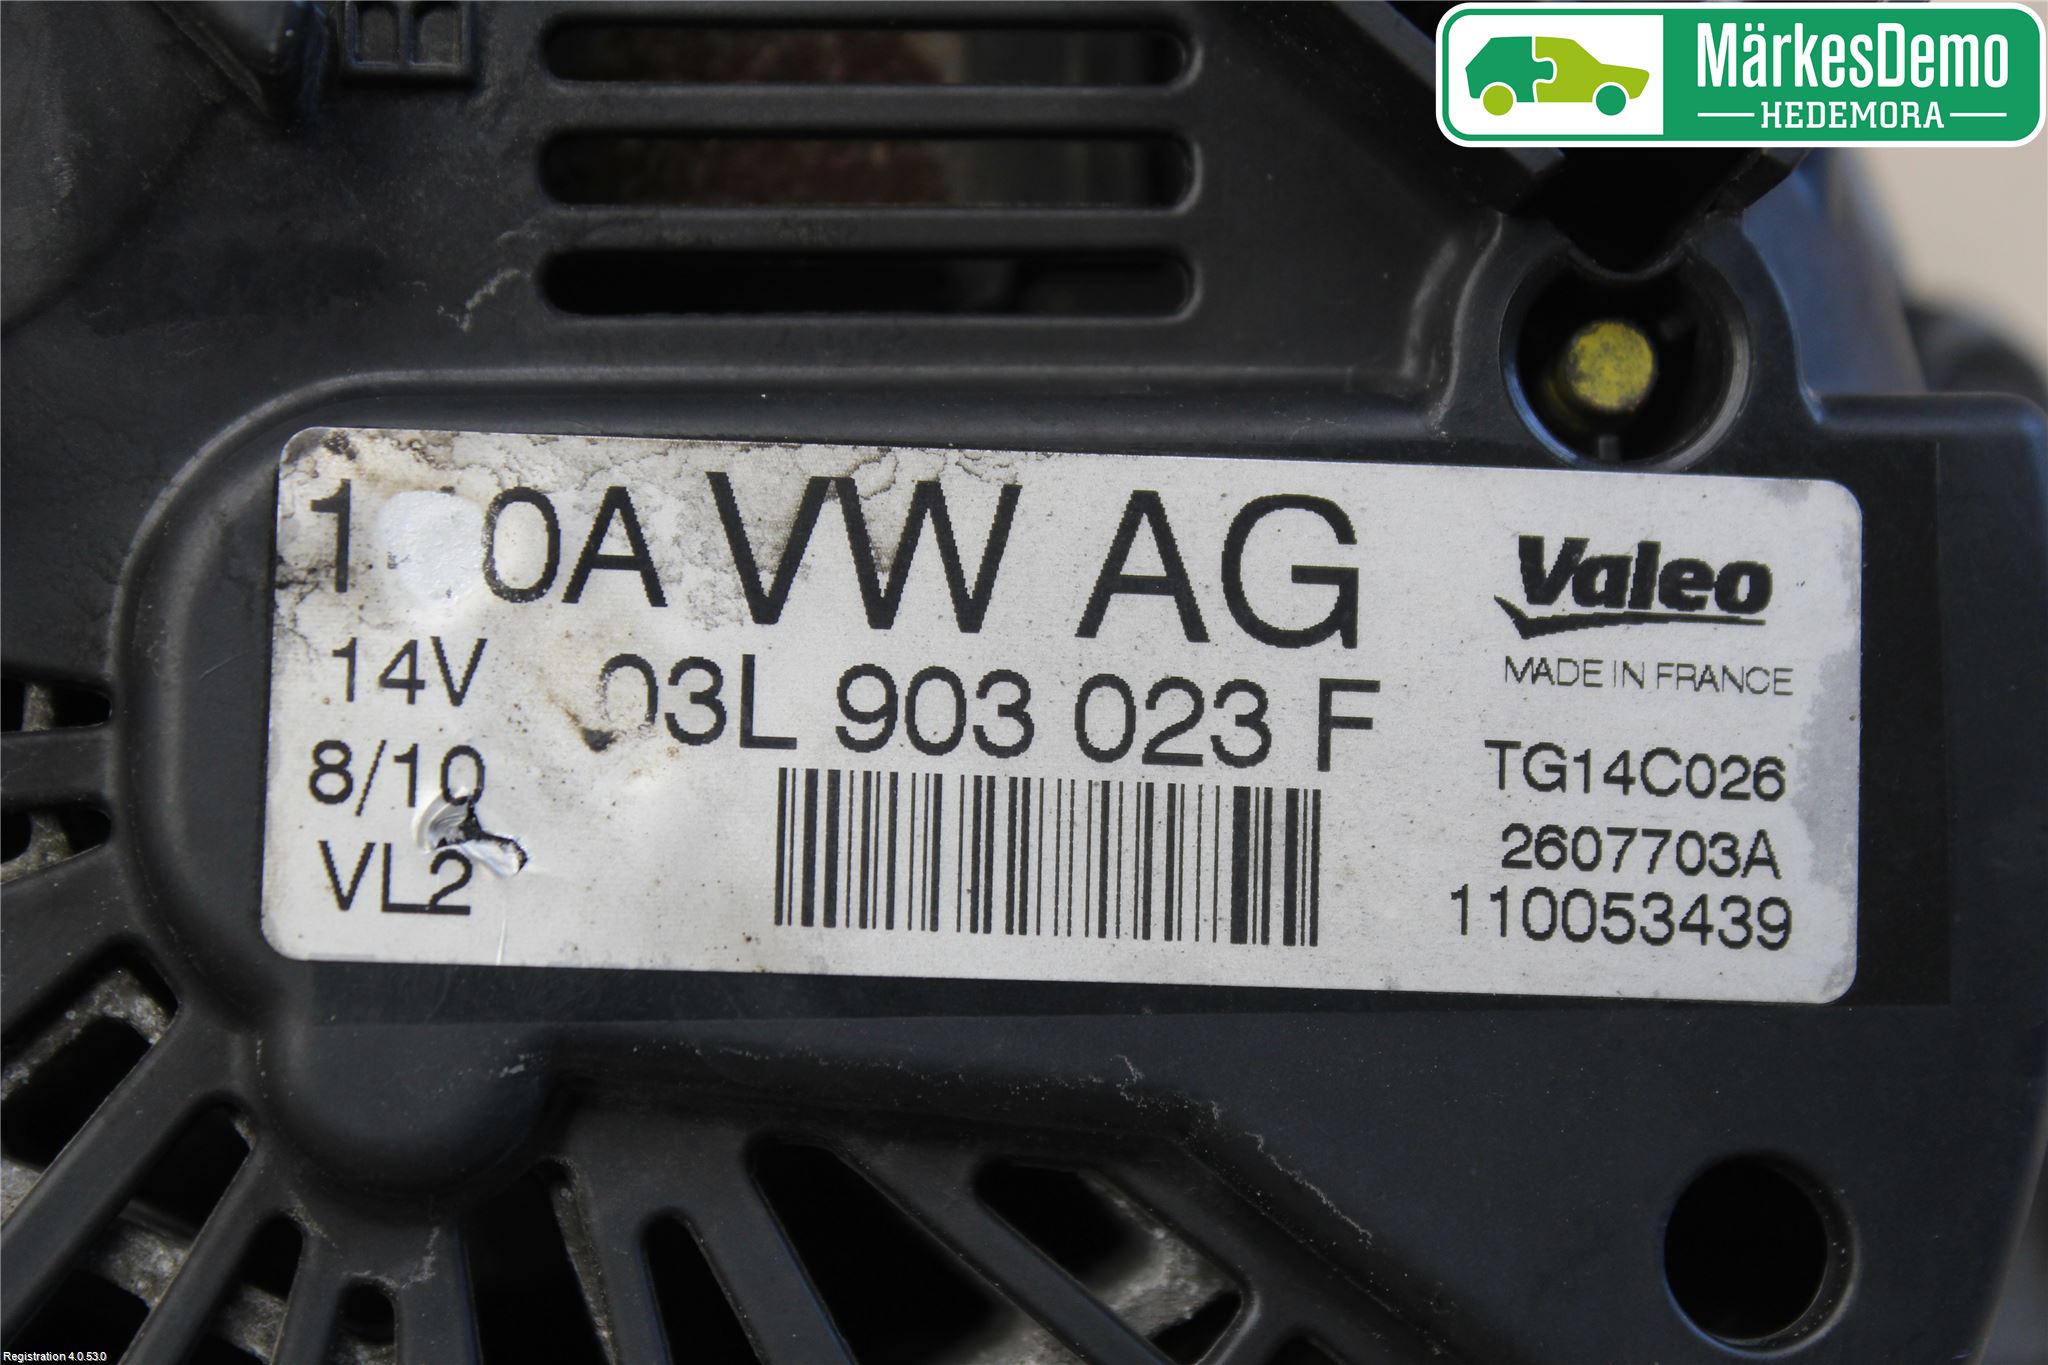 MärkesDemo
HEDEMORA
VW AG
14V
03L 903 023 F
8/10
VL2
Valeo
MADE IN FRANCE
TG14C026
2607703A
110053439
Registration 4.0.53.0